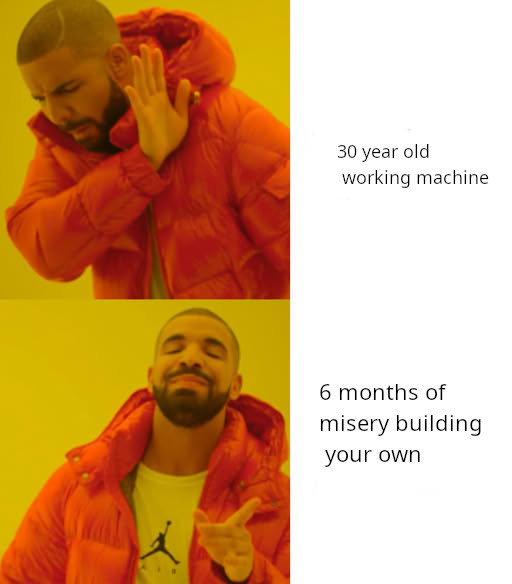 30 year old
working machine
6 months of
misery building
your own